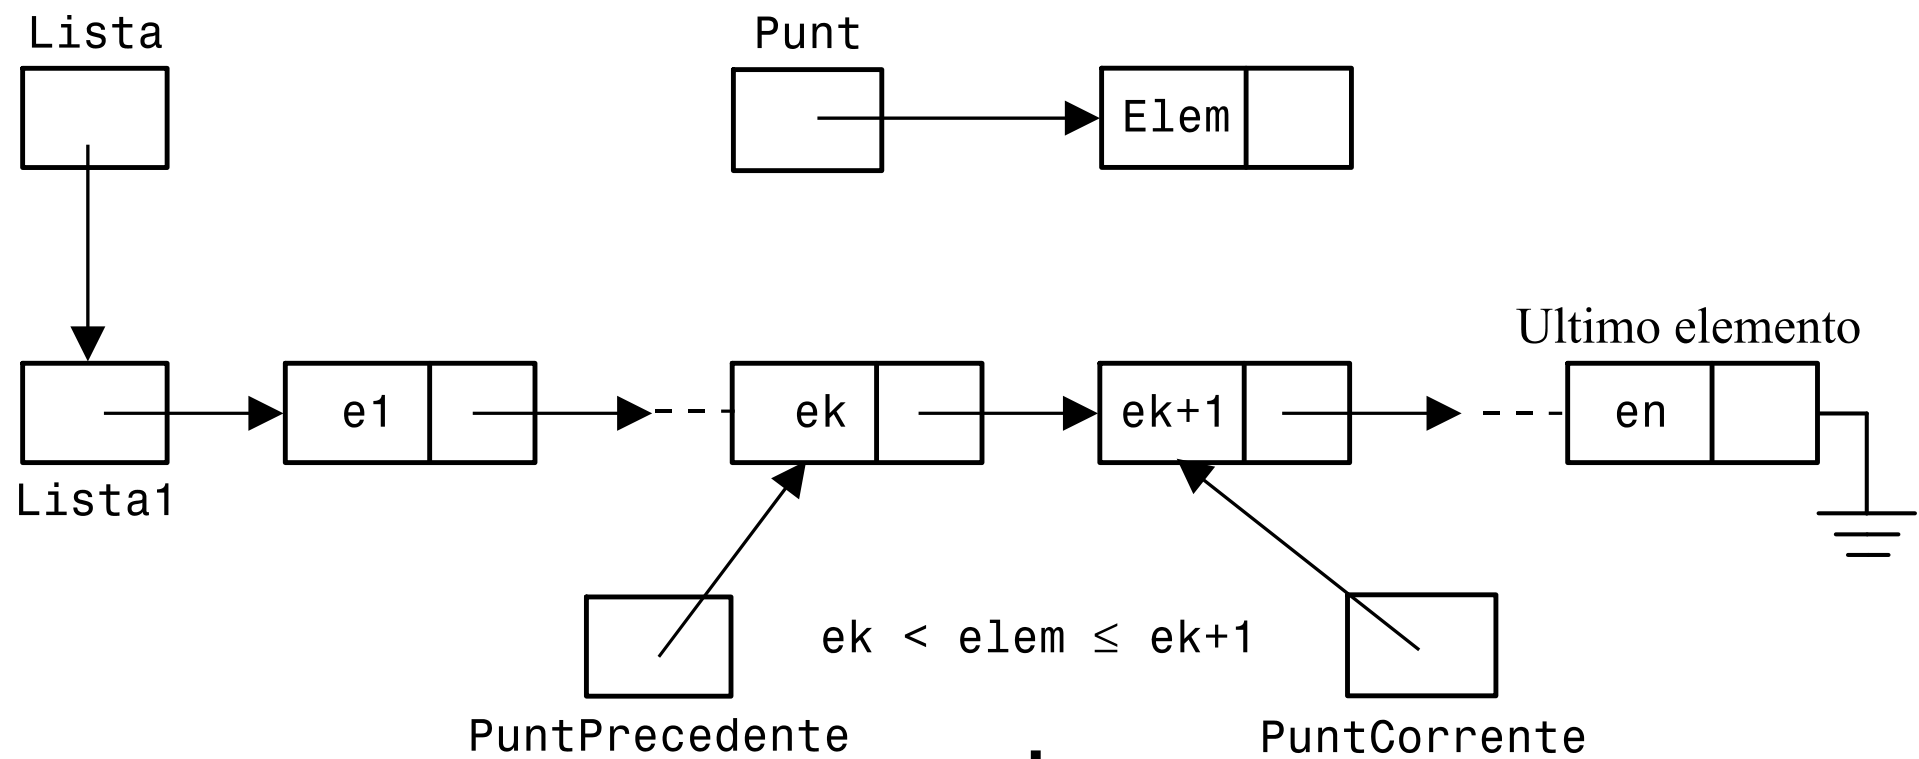 Lista
Punt
Elem
Ultimo elemento
e1
ek
ek+1
en
Lista1
ek < elem ≤ ek+1
PuntPrecedente
PuntCorrente
.